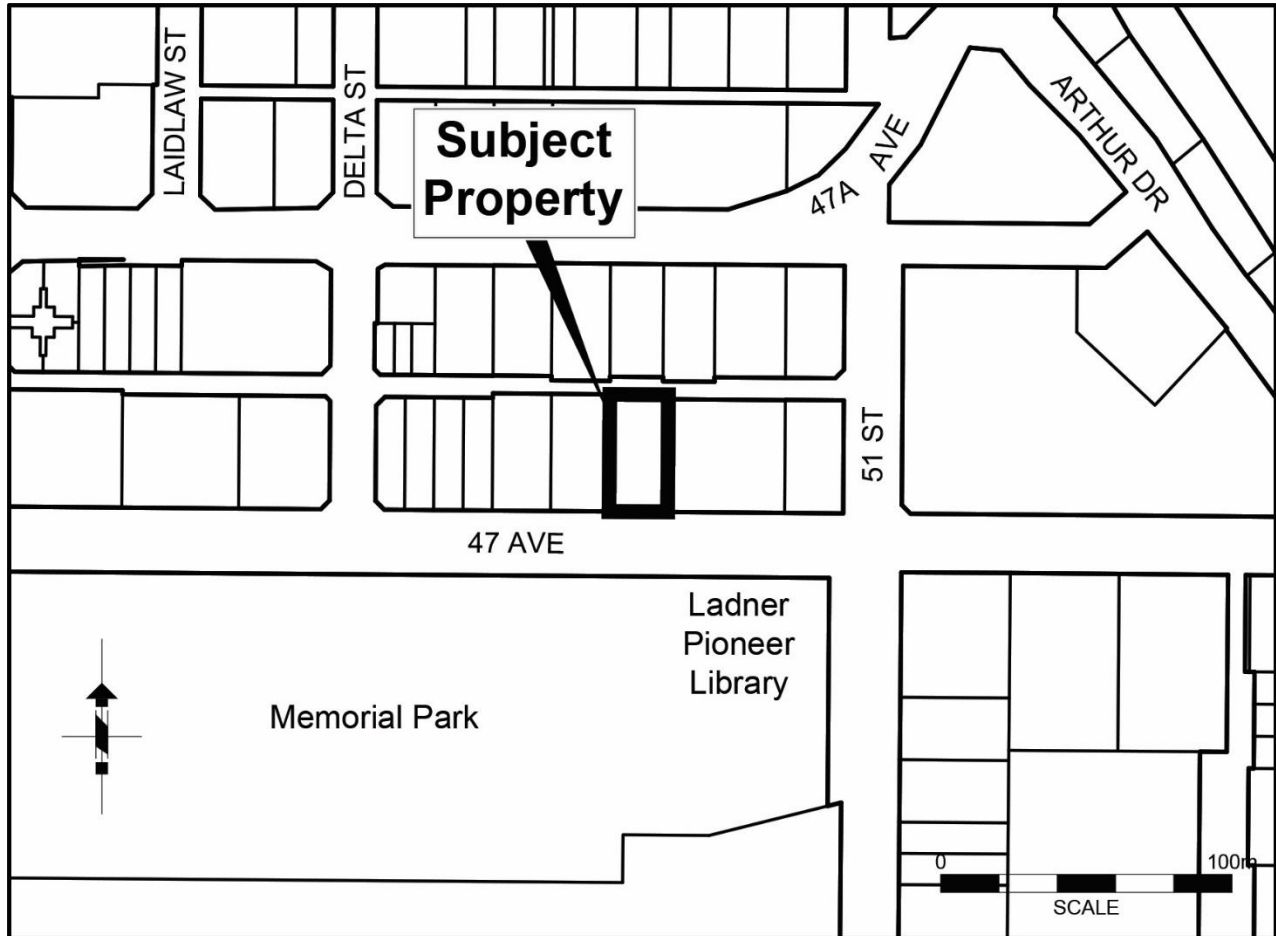 LAIDLAW ST
DELTA ST
Subject
Property
47A AVE
ARTHUR DR
51 ST
47 AVE
Ladner
Pioneer
Library
Memorial Park
0 100m
SCALE